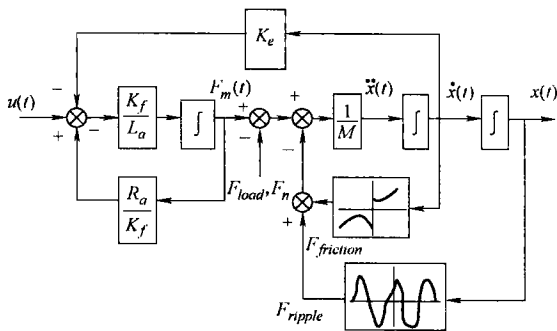 K_e
u(t)
K_f
L_a
∫
F_m(t)
1
M
ẍ(t)
∫
ẋ(t)
∫
x(t)
R_a
K_f
F_load, F_n
F_friction
F_ripple
− + − + − + − +